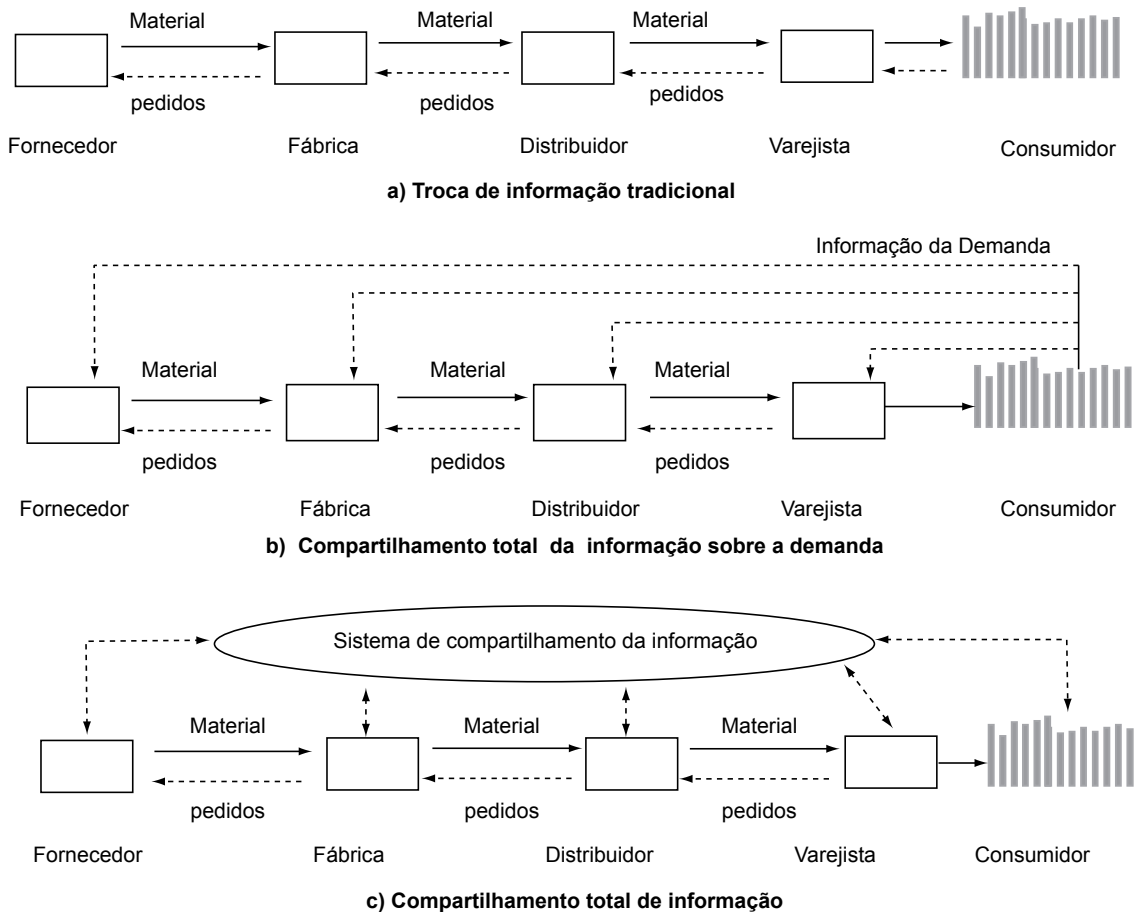 Material Material Material
pedidos pedidos pedidos
Fornecedor Fábrica Distribuidor Varejista Consumidor
a) Troca de informação tradicional
Informação da Demanda
Material Material Material
pedidos pedidos pedidos
Fornecedor Fábrica Distribuidor Varejista Consumidor
b) Compartilhamento total da informação sobre a demanda
Sistema de compartilhamento da informação
Material Material Material
pedidos pedidos pedidos
Fornecedor Fábrica Distribuidor Varejista Consumidor
c) Compartilhamento total de informação